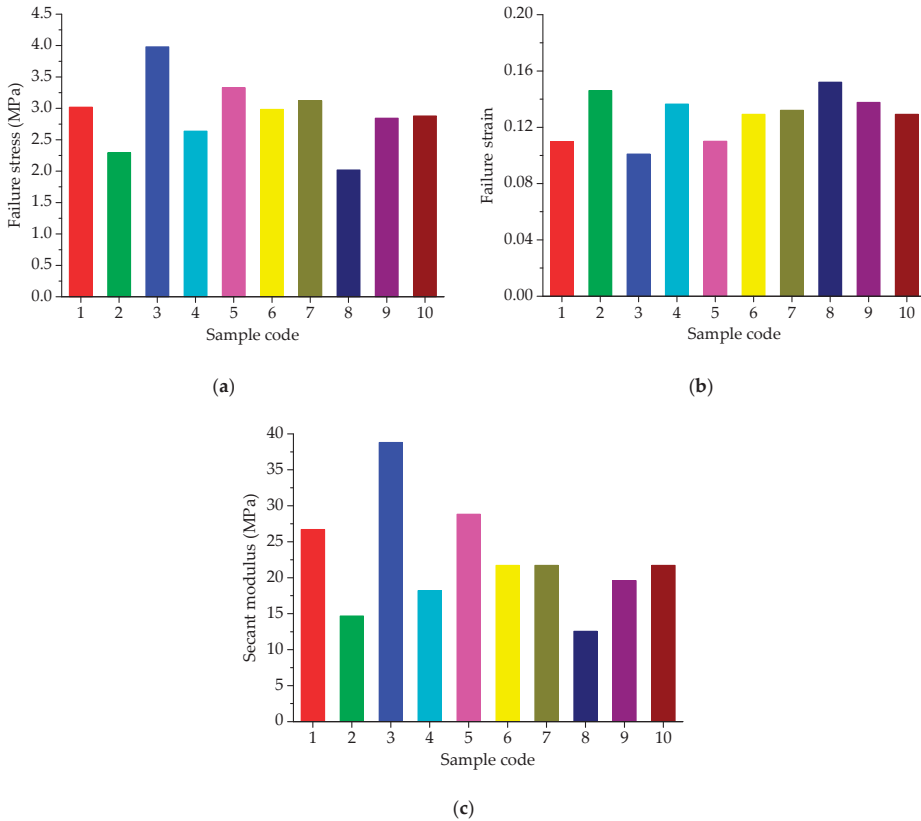 4.5
4.0
3.5
3.0
2.5
2.0
1.5
1.0
0.5
0.0
Failure stress (MPa)
1 2 3 4 5 6 7 8 9 10
Sample code
(a)
0.20
0.16
0.12
0.08
0.04
0.00
Failure strain
1 2 3 4 5 6 7 8 9 10
Sample code
(b)
40
35
30
25
20
15
10
5
0
Secant modulus (MPa)
1 2 3 4 5 6 7 8 9 10
Sample code
(c)